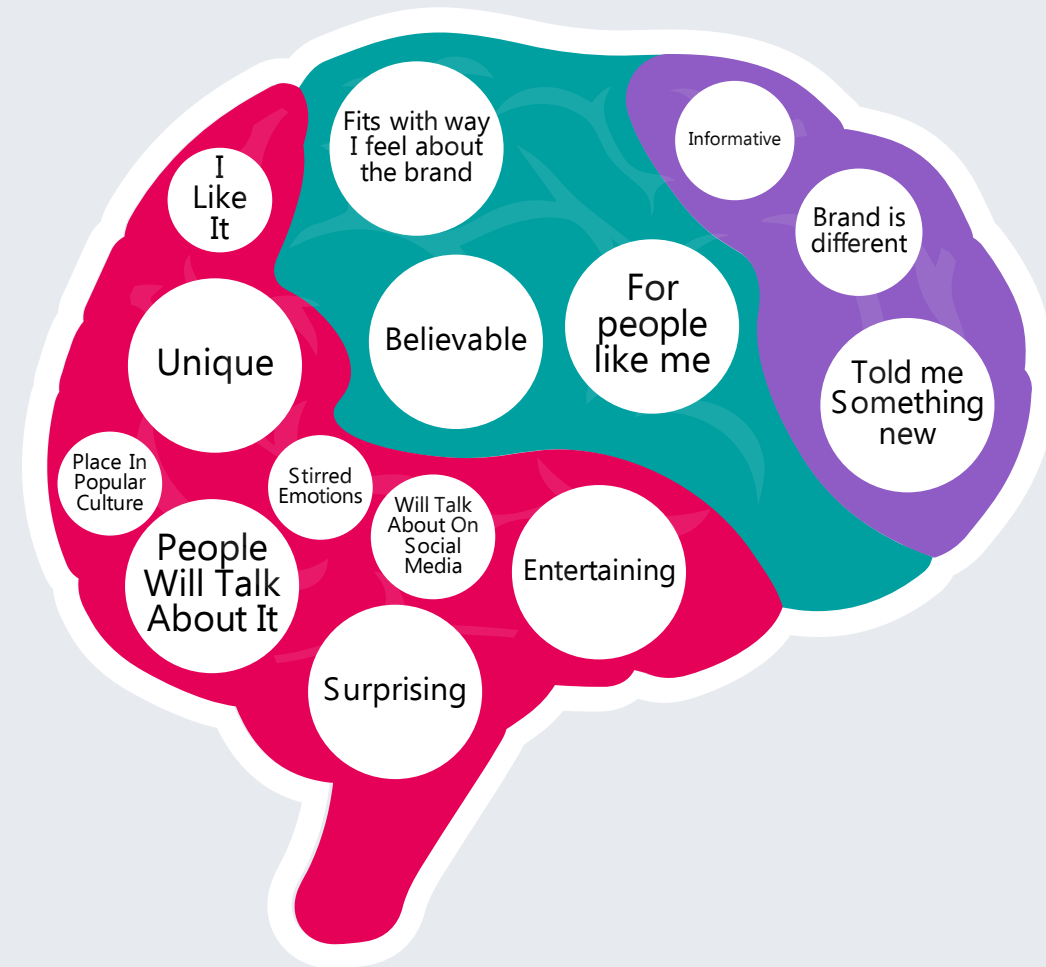 Fits with way
I feel about
the brand
Informative
I
Like
It
Brand is
different
For
people
like me
Believable
Unique
Told me
Something
new
Place In
Popular
Culture
Stirred
Emotions
Will Talk
About On
Social
Media
People
Will Talk
About It
Entertaining
Surprising